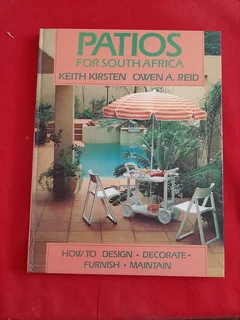 PATIOS
FOR SOUTH AFRICA
KEITH KIRSTEN OWEN A. REID
HOW TO DESIGN • DECORATE •
FURNISH • MAINTAIN